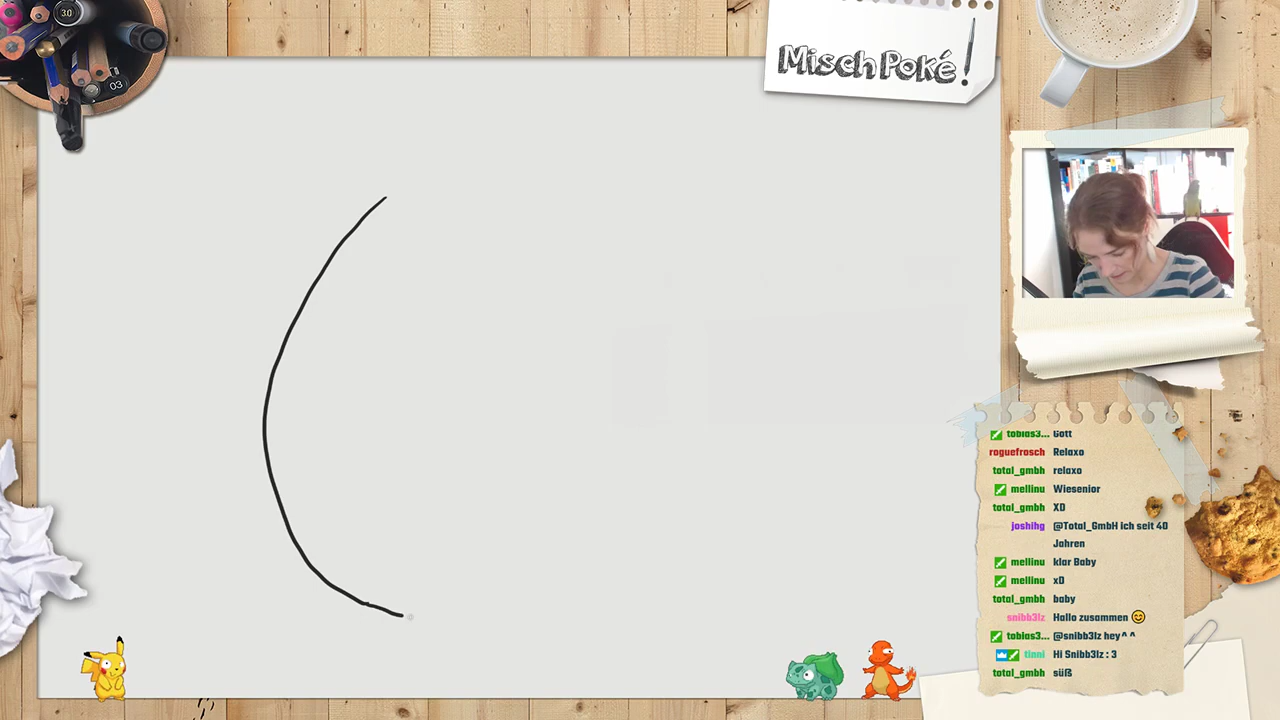 3.0
03
Misch Poké!
tobias3... Gott
roguefrosch Relaxo
total_gmbh relaxo
mellinu Wiesenior
total_gmbh XD
joshihg @Total_GmbH ich seit 40
Jahren
mellinu klar Baby
mellinu xD
total_gmbh baby
snibb3lz Hallo zusammen 😊
tobias3... @snibb3lz hey^^
tinni Hi Snibb3lz : 3
total_gmbh süß